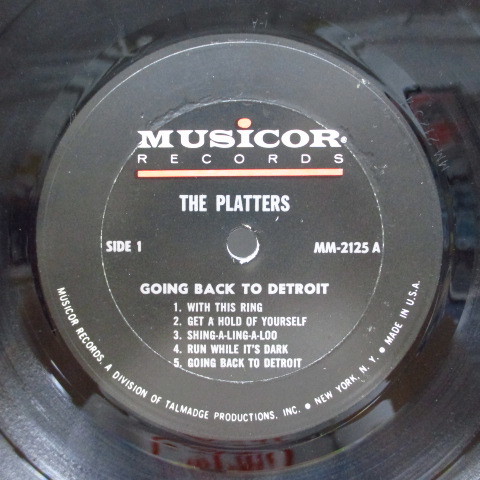 MUSICOR®
RECORDS
THE PLATTERS
SIDE 1
MM-2125 A
GOING BACK TO DETROIT
1. WITH THIS RING
2. GET A HOLD OF YOURSELF
3. SHING-A-LING-A-LOO
4. RUN WHILE IT'S DARK
5. GOING BACK TO DETROIT
MUSICOR RECORDS, A DIVISION OF TALMADGE PRODUCTIONS, INC. ● NEW YORK, N. Y. ● MADE IN U.S.A.